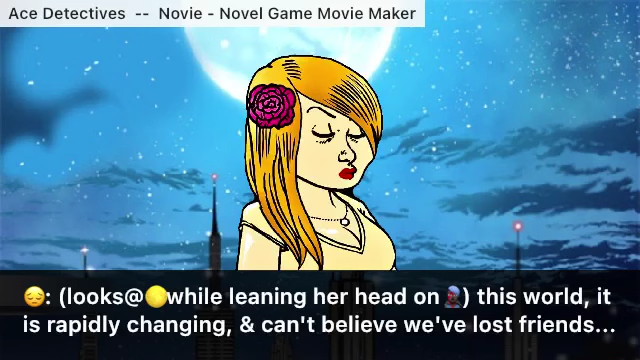 Ace Detectives  --  Novie - Novel Game Movie Maker
😔: (looks@🌕while leaning her head on 👤) this world, it
is rapidly changing, & can't believe we've lost friends...